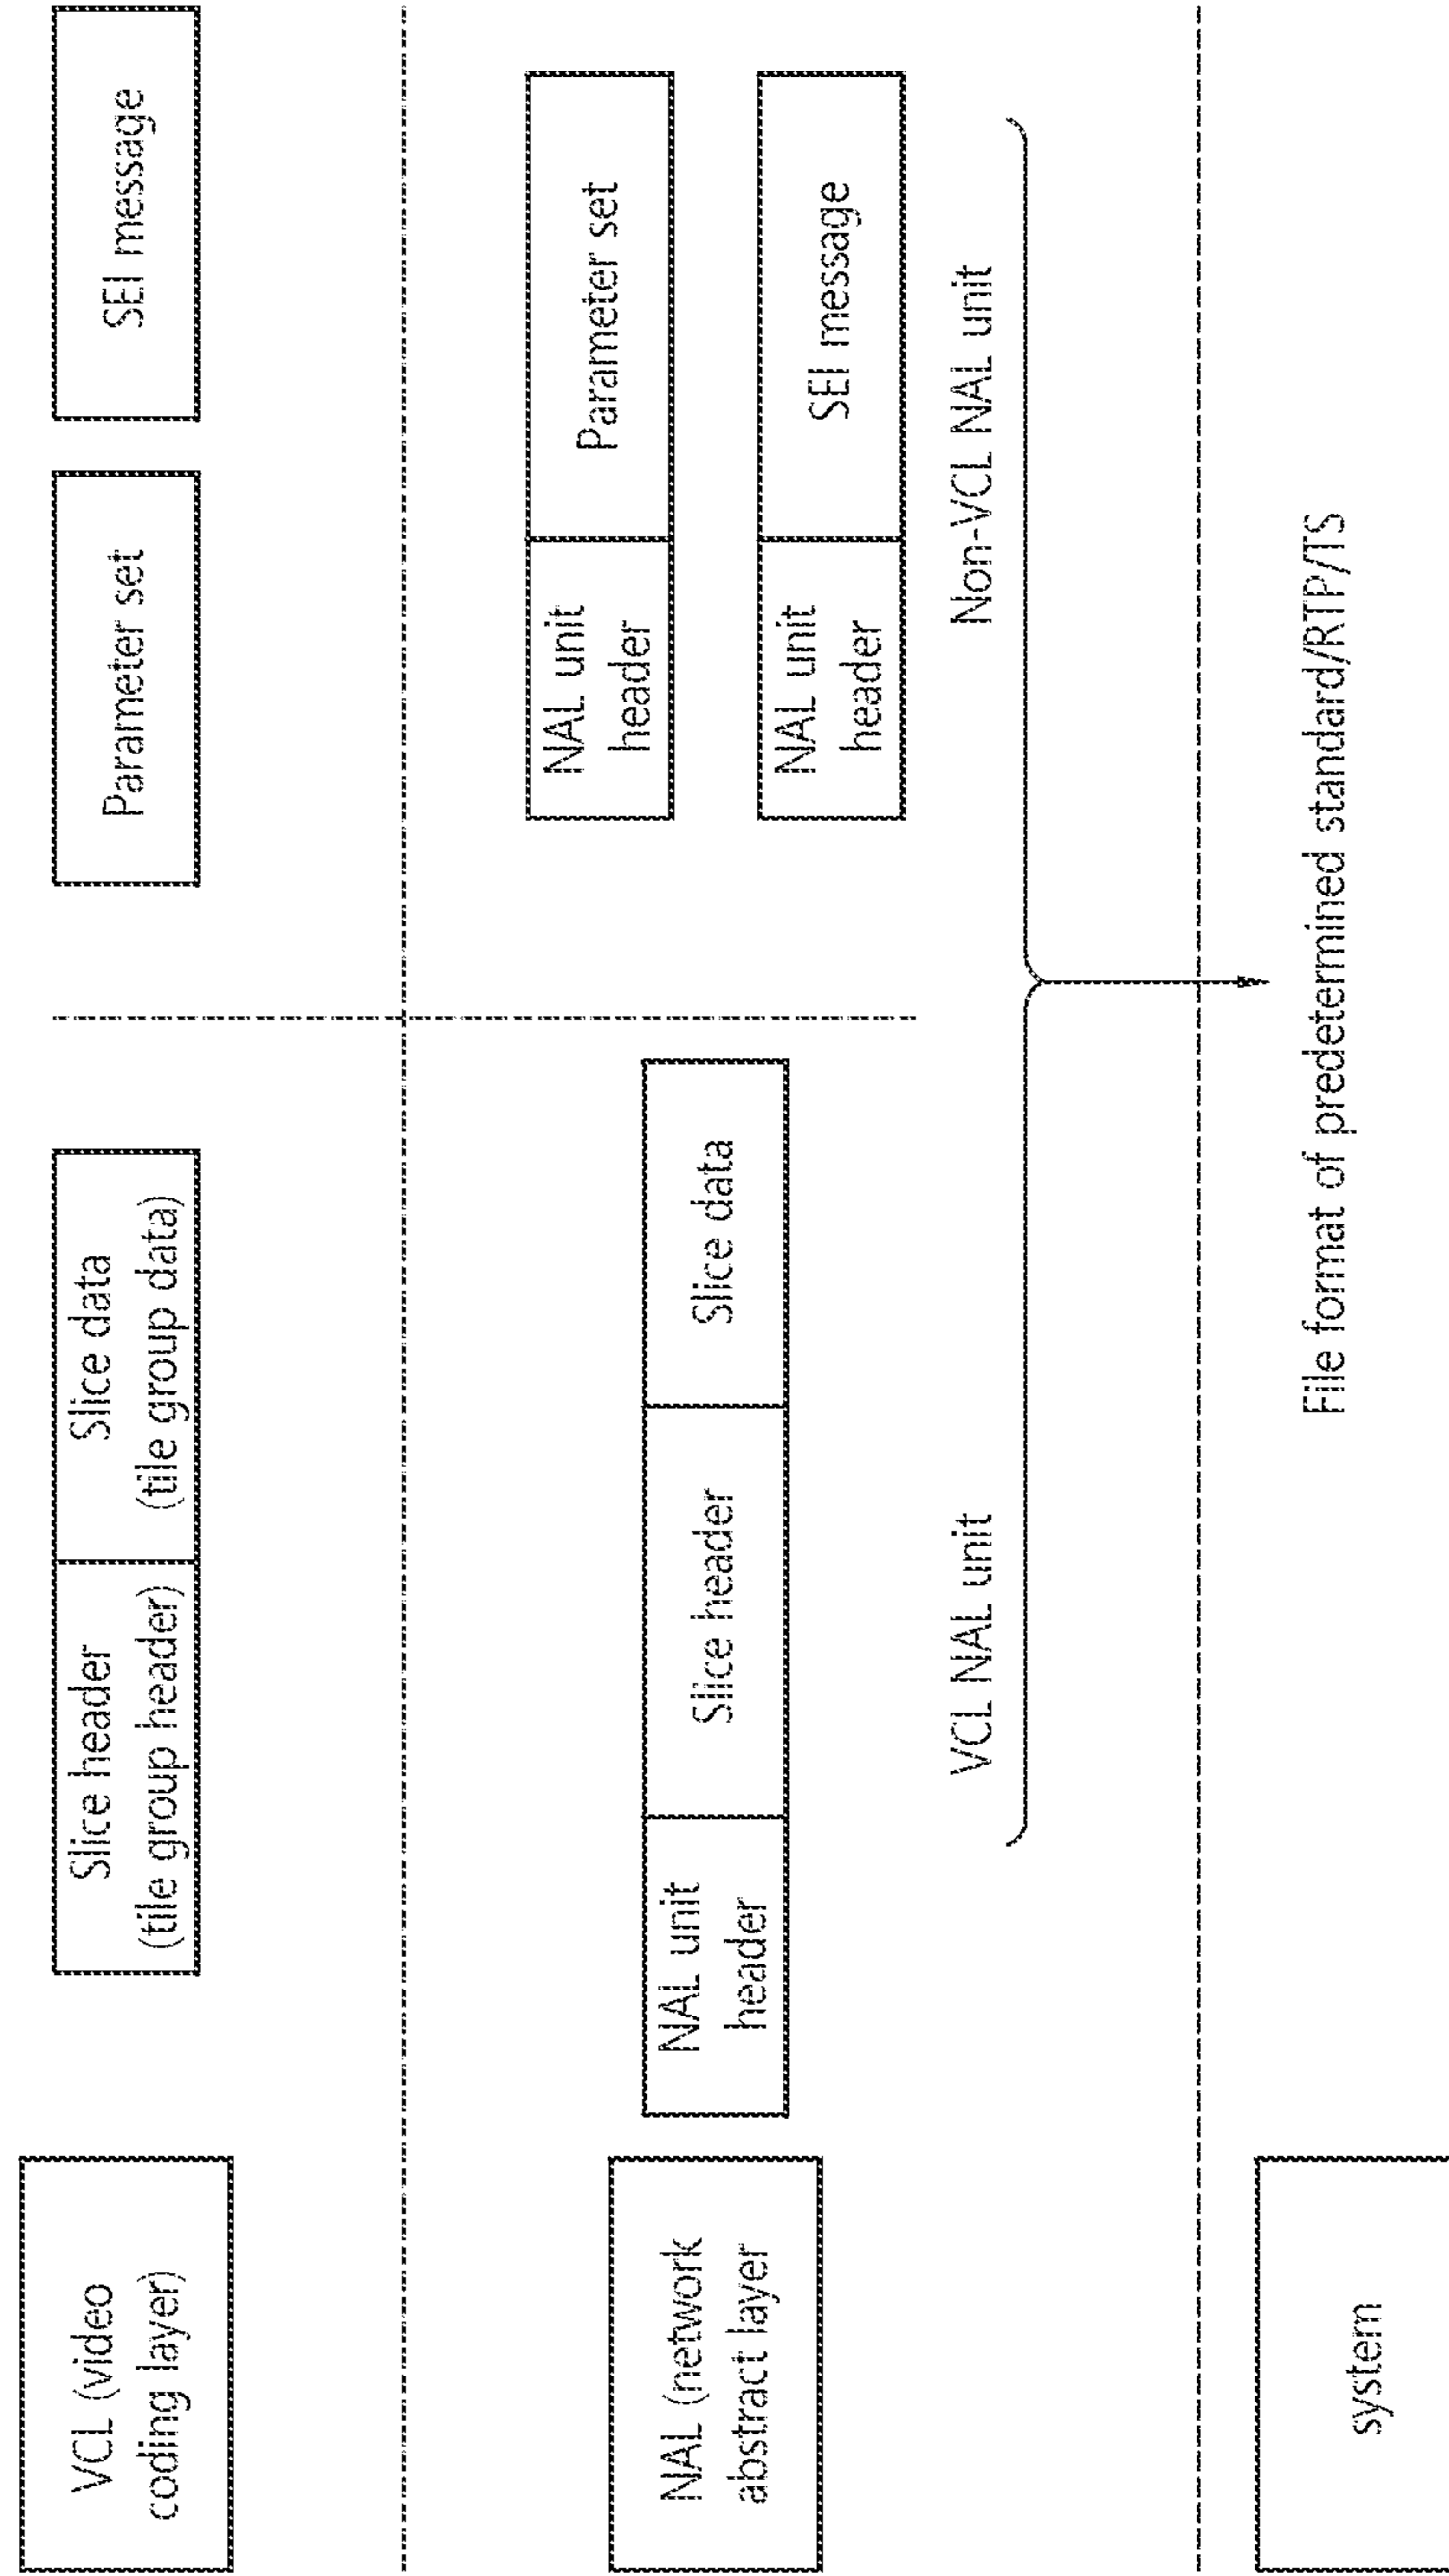 VCL (video
coding layer)
Slice header
(tile group header)
Slice data
(tile group data)
Parameter set
SEI message
NAL (network
abstract layer
NAL unit
header
Slice header
Slice data
NAL unit
header
Parameter set
NAL unit
header
SEI message
VCL NAL unit
Non-VCL NAL unit
system
File format of predetermined standard/RTP/TS